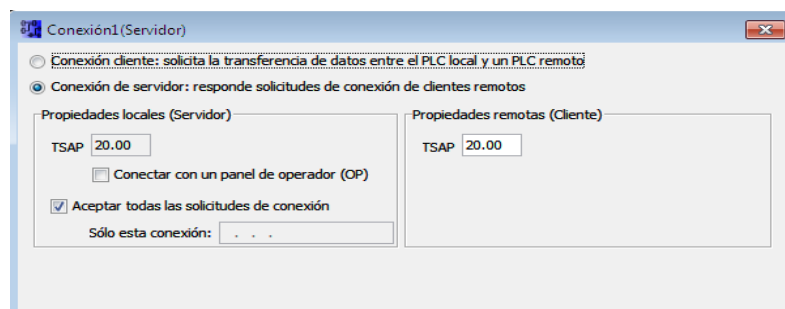 Conexión1(Servidor)
Conexión cliente: solicita la transferencia de datos entre el PLC local y un PLC remoto
Conexión de servidor: responde solicitudes de conexión de clientes remotos
Propiedades locales (Servidor)
TSAP 20.00
Conectar con un panel de operador (OP)
Aceptar todas las solicitudes de conexión
Sólo esta conexión: . . .
Propiedades remotas (Cliente)
TSAP 20.00